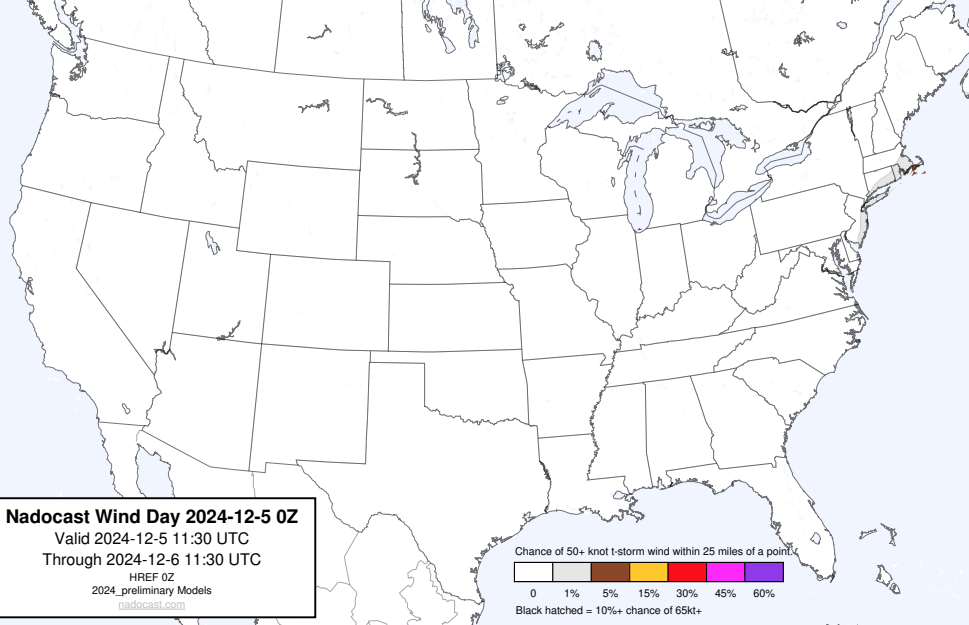 Nadocast Wind Day 2024-12-5 0Z
Valid 2024-12-5 11:30 UTC
Through 2024-12-6 11:30 UTC
HREF 0Z
2024_preliminary Models
nadocast.com
Chance of 50+ knot t-storm wind within 25 miles of a point.
0 1% 5% 15% 30% 45% 60%
Black hatched = 10%+ chance of 65kt+